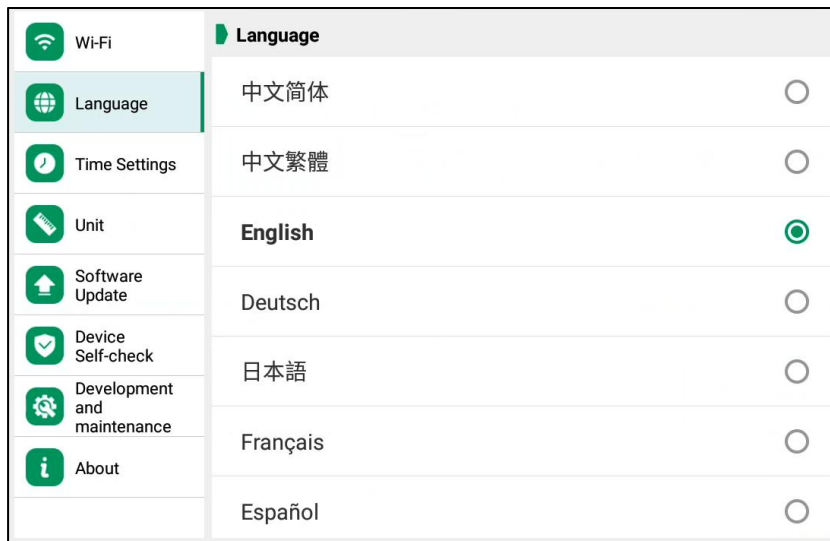 Wi-Fi
Language
Time Settings
Unit
Software
Update
Device
Self-check
Development
and
maintenance
About
Language
中文简体
中文繁體
English
Deutsch
日本語
Français
Español